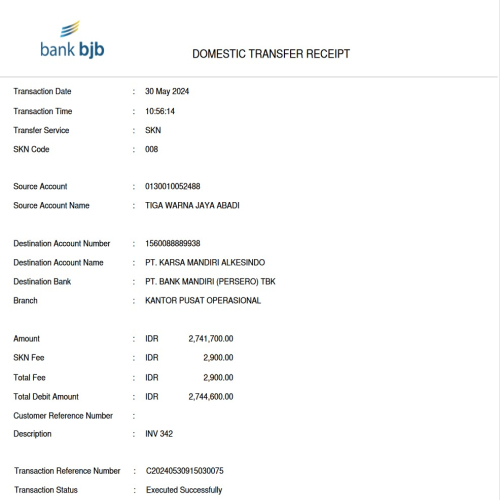 bank bjb
DOMESTIC TRANSFER RECEIPT
Transaction Date : 30 May 2024
Transaction Time : 10:56:14
Transfer Service : SKN
SKN Code : 008
Source Account : 0130010052488
Source Account Name : TIGA WARNA JAYA ABADI
Destination Account Number : 1560088889938
Destination Account Name : PT. KARSA MANDIRI ALKESINDO
Destination Bank : PT. BANK MANDIRI (PERSERO) TBK
Branch : KANTOR PUSAT OPERASIONAL
Amount : IDR 2,741,700.00
SKN Fee : IDR 2,900.00
Total Fee : IDR 2,900.00
Total Debit Amount : IDR 2,744,600.00
Customer Reference Number :
Description : INV 342
Transaction Reference Number : C20240530915030075
Transaction Status : Executed Successfully